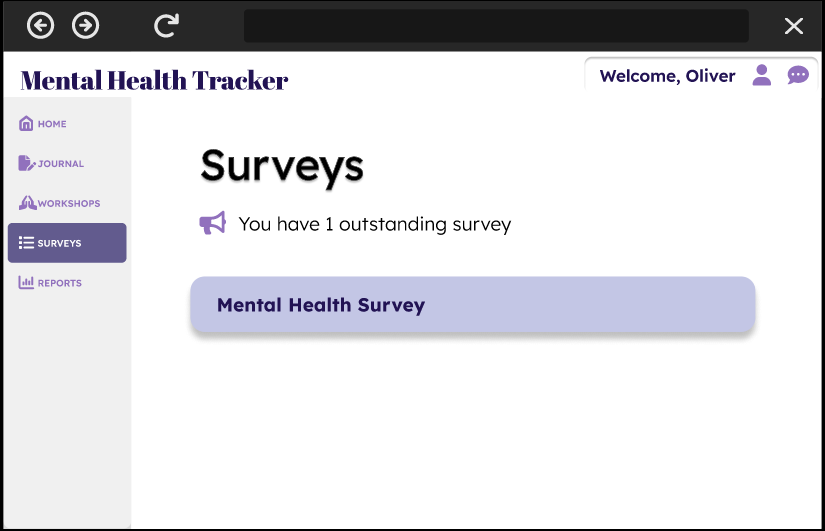 Mental Health Tracker
Welcome, Oliver
HOME
JOURNAL
WORKSHOPS
SURVEYS
REPORTS
Surveys
You have 1 outstanding survey
Mental Health Survey